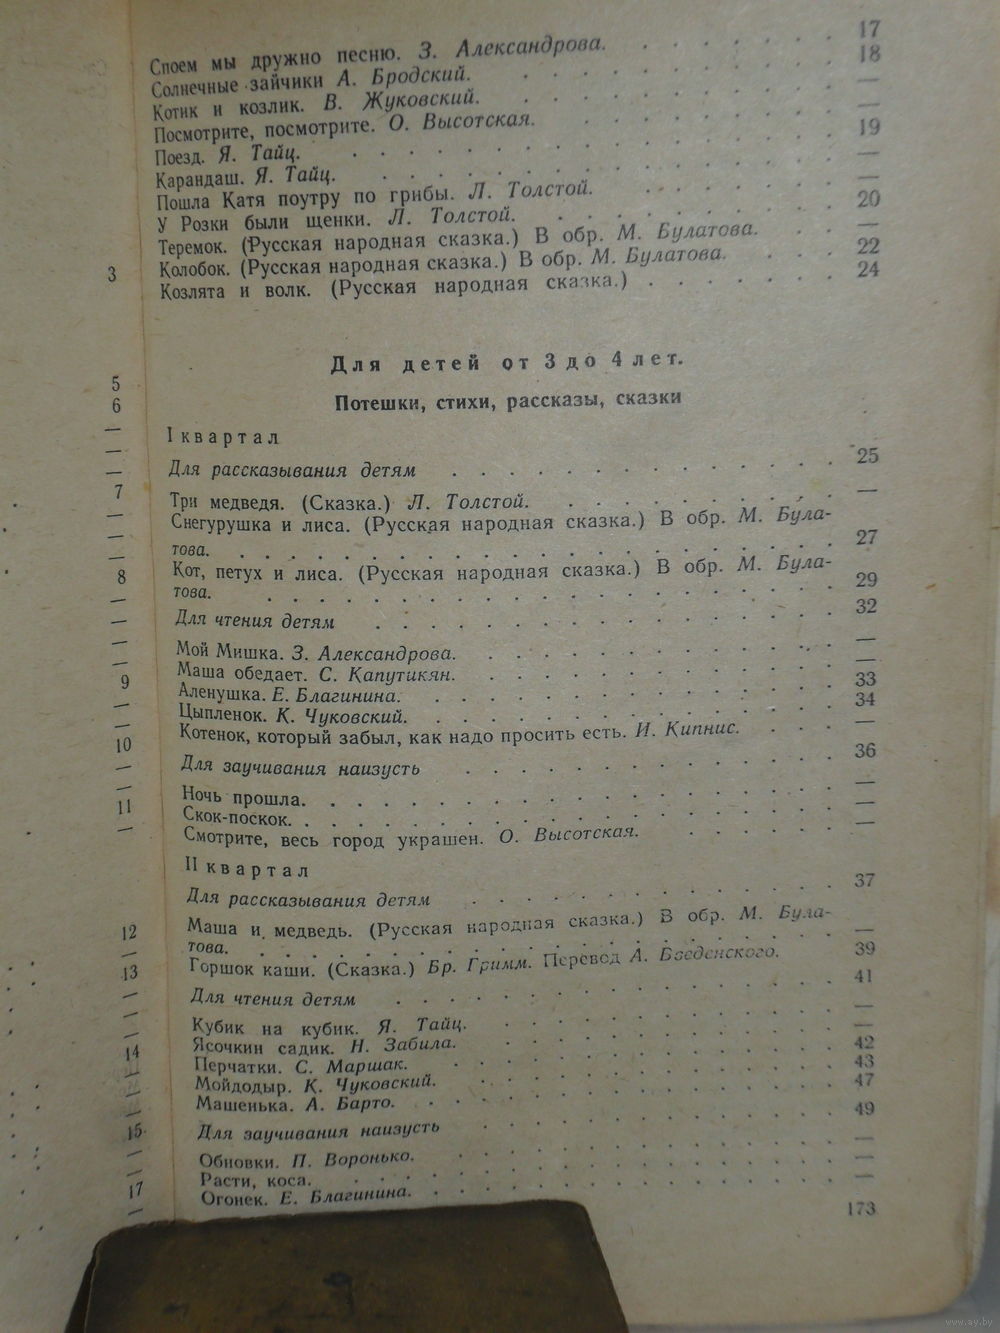 Споем мы дружно песню. З. Александрова. 17
Солнечные зайчики А. Бродский. 18
Котик и козлик. В. Жуковский. —
Посмотрите, посмотрите. О. Высотская. —
Поезд. Я. Тайц. 19
Карандаш. Я. Тайц. —
Пошла Катя поутру по грибы. Л. Толстой. —
У Розки были щенки. Л. Толстой. 20
Теремок. (Русская народная сказка.) В обр. М. Булатова. —
Колобок. (Русская народная сказка.) В обр. М. Булатова. 22
Козлята и волк. (Русская народная сказка.) 24
Для детей от 3 до 4 лет.
Потешки, стихи, рассказы, сказки
I квартал
Для рассказывания детям 25
Три медведя. (Сказка.) Л. Толстой. —
Снегурушка и лиса. (Русская народная сказка.) В обр. М. Була-
това. 27
Кот, петух и лиса. (Русская народная сказка.) В обр. М. Була-
това. 29
Для чтения детям 32
Мой Мишка. З. Александрова. —
Маша обедает. С. Капутикян. —
Аленушка. Е. Благинина. 33
Цыпленок. К. Чуковский. 34
Котенок, который забыл, как надо просить есть. И. Кипнис. —
Для заучивания наизусть 36
Ночь прошла. —
Скок-поскок. —
Смотрите, весь город украшен. О. Высотская. —
II квартал
Для рассказывания детям 37
Маша и медведь. (Русская народная сказка.) В обр. М. Була-
това. —
Горшок каши. (Сказка.) Бр. Гримм. Перевод А. Введенского. 39
Для чтения детям 41
Кубик на кубик. Я. Тайц. —
Ясочкин садик. Н. Забила. —
Перчатки. С. Маршак. 42
Мойдодыр. К. Чуковский. 43
Машенька. А. Барто. 47
Для заучивания наизусть 49
Обновки. П. Воронько. —
Расти, коса. —
Огонек. Е. Благинина. —
173
3
5
6
—
—
—
7
—
—
—
8
—
—
—
9
—
—
10
—
—
11
—
12
—
13
—
—
14
—
—
15
—
—
17
—
www.ay.by